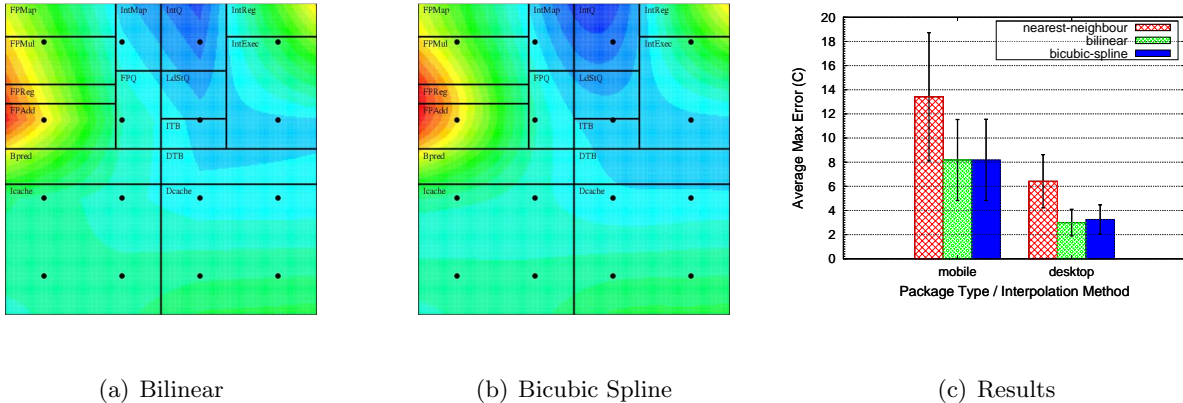 FPMap
IntMap
IntQ
IntReg
FPMul
IntExec
FPQ
LdStQ
FPReg
FPAdd
ITB
Bpred
DTB
Icache
Dcache
(a) Bilinear
FPMap
IntMap
IntQ
IntReg
FPMul
IntExec
FPQ
LdStQ
FPReg
FPAdd
ITB
Bpred
DTB
Icache
Dcache
(b) Bicubic Spline
Average Max Error (C)
20
18
16
14
12
10
8
6
4
2
0
nearest-neighbour
bilinear
bicubic-spline
mobile
desktop
Package Type / Interpolation Method
(c) Results